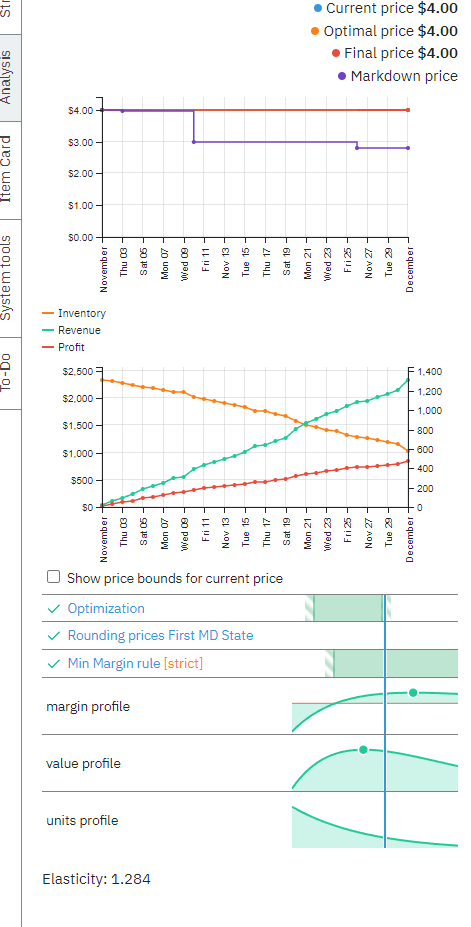 Current price $4.00
Optimal price $4.00
Final price $4.00
Markdown price
Str
Analysis
Item Card
System tools
To-Do
$4.00
$3.00
$2.00
$1.00
$0.00
November
Thu 03
Sat 05
Mon 07
Wed 09
Fri 11
Nov 13
Tue 15
Thu 17
Sat 19
Mon 21
Wed 23
Fri 25
Nov 27
Tue 29
December
Inventory
Revenue
Profit
$2,500
$2,000
$1,500
$1,000
$500
$0
1,400
1,200
1,000
800
600
400
200
0
November
Thu 03
Sat 05
Mon 07
Wed 09
Fri 11
Nov 13
Tue 15
Thu 17
Sat 19
Mon 21
Wed 23
Fri 25
Nov 27
Tue 29
December
Show price bounds for current price
Optimization
Rounding prices First MD State
Min Margin rule [strict]
margin profile
value profile
units profile
Elasticity: 1.284